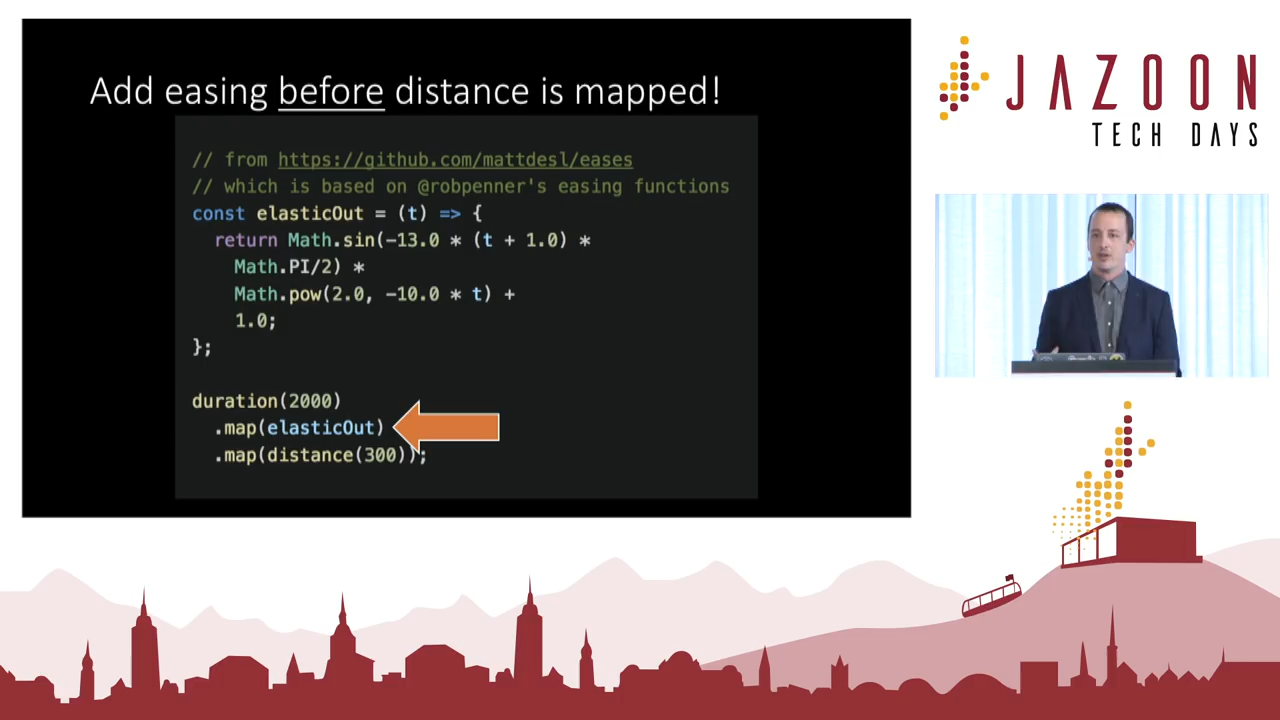 Add easing before distance is mapped!
// from https://github.com/mattdesl/eases
// which is based on @robpenner's easing functions
const elasticOut = (t) => {
return Math.sin(-13.0 * (t + 1.0) *
Math.PI/2) *
Math.pow(2.0, -10.0 * t) +
1.0;
};
duration(2000)
.map(elasticOut)
.map(distance(300));
JAZOON
TECH DAYS